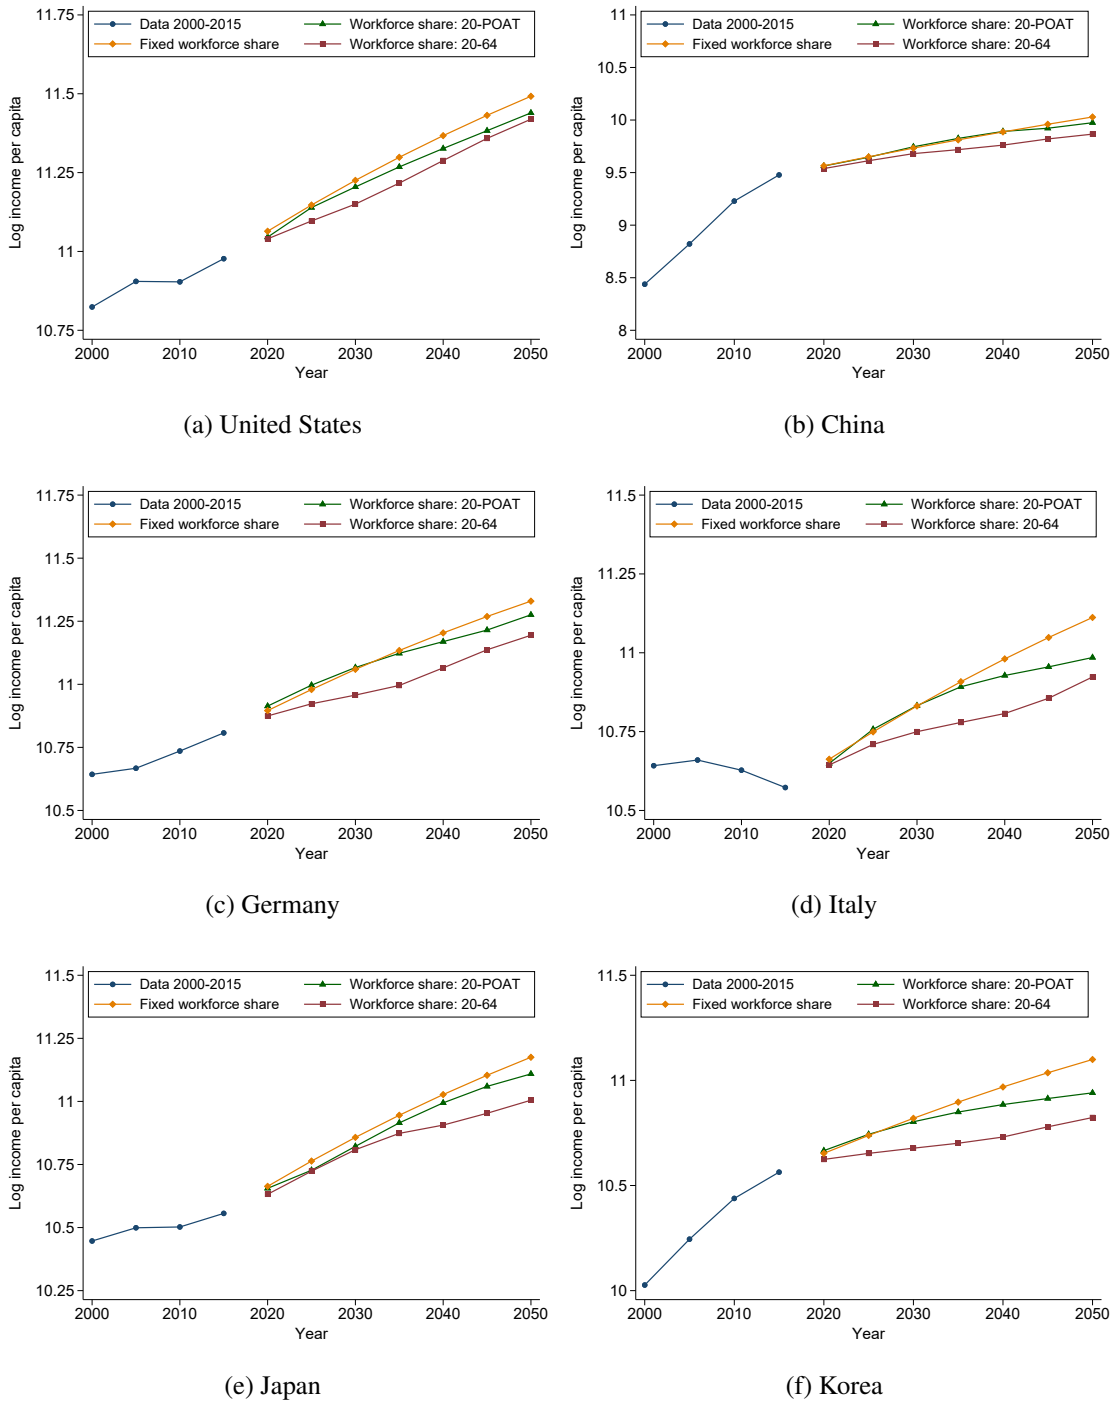 Data 2000-2015 Workforce share: 20-POAT
Fixed workforce share Workforce share: 20-64
Log income per capita
11.75
11.5
11.25
11
10.75
2000 2010 2020 2030 2040 2050
Year
(a) United States
Data 2000-2015 Workforce share: 20-POAT
Fixed workforce share Workforce share: 20-64
Log income per capita
11
10.5
10
9.5
9
8.5
8
2000 2010 2020 2030 2040 2050
Year
(b) China
Data 2000-2015 Workforce share: 20-POAT
Fixed workforce share Workforce share: 20-64
Log income per capita
11.75
11.5
11.25
11
10.75
10.5
2000 2010 2020 2030 2040 2050
Year
(c) Germany
Data 2000-2015 Workforce share: 20-POAT
Fixed workforce share Workforce share: 20-64
Log income per capita
11.5
11.25
11
10.75
10.5
2000 2010 2020 2030 2040 2050
Year
(d) Italy
Data 2000-2015 Workforce share: 20-POAT
Fixed workforce share Workforce share: 20-64
Log income per capita
11.5
11.25
11
10.75
10.5
10.25
2000 2010 2020 2030 2040 2050
Year
(e) Japan
Data 2000-2015 Workforce share: 20-POAT
Fixed workforce share Workforce share: 20-64
Log income per capita
11.5
11
10.5
10
2000 2010 2020 2030 2040 2050
Year
(f) Korea